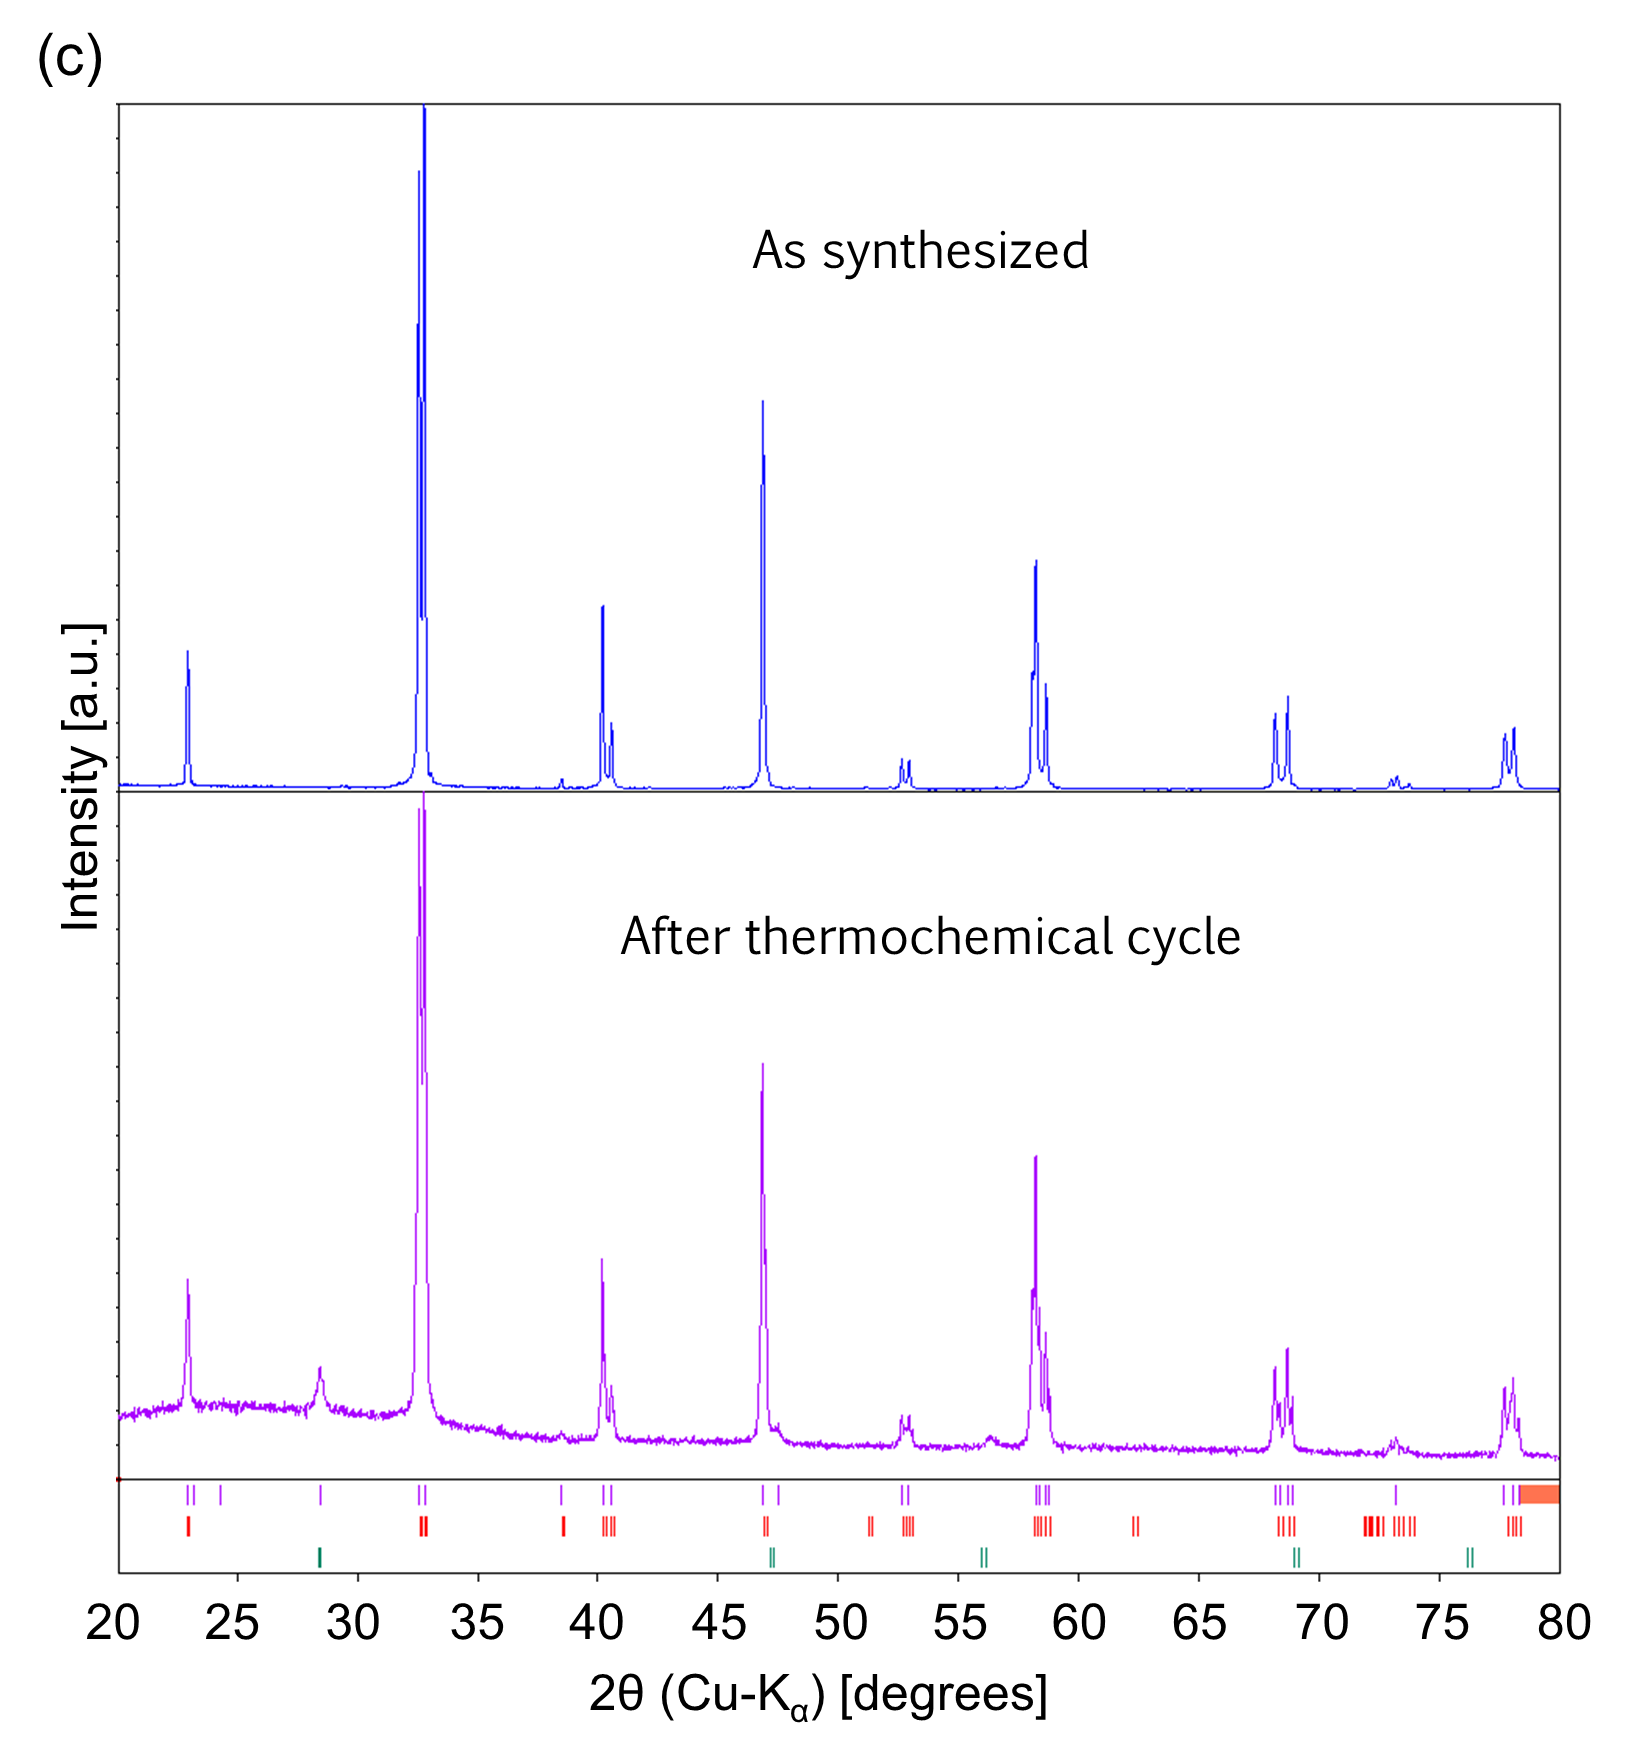 (c)
As synthesized
Intensity [a.u.]
After thermochemical cycle
20 25 30 35 40 45 50 55 60 65 70 75 80
2θ (Cu-Kα) [degrees]